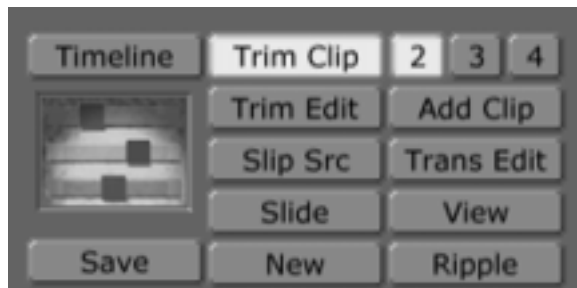 Timeline Trim Clip 2 3 4
Trim Edit Add Clip
Slip Src Trans Edit
Slide View
Save New Ripple